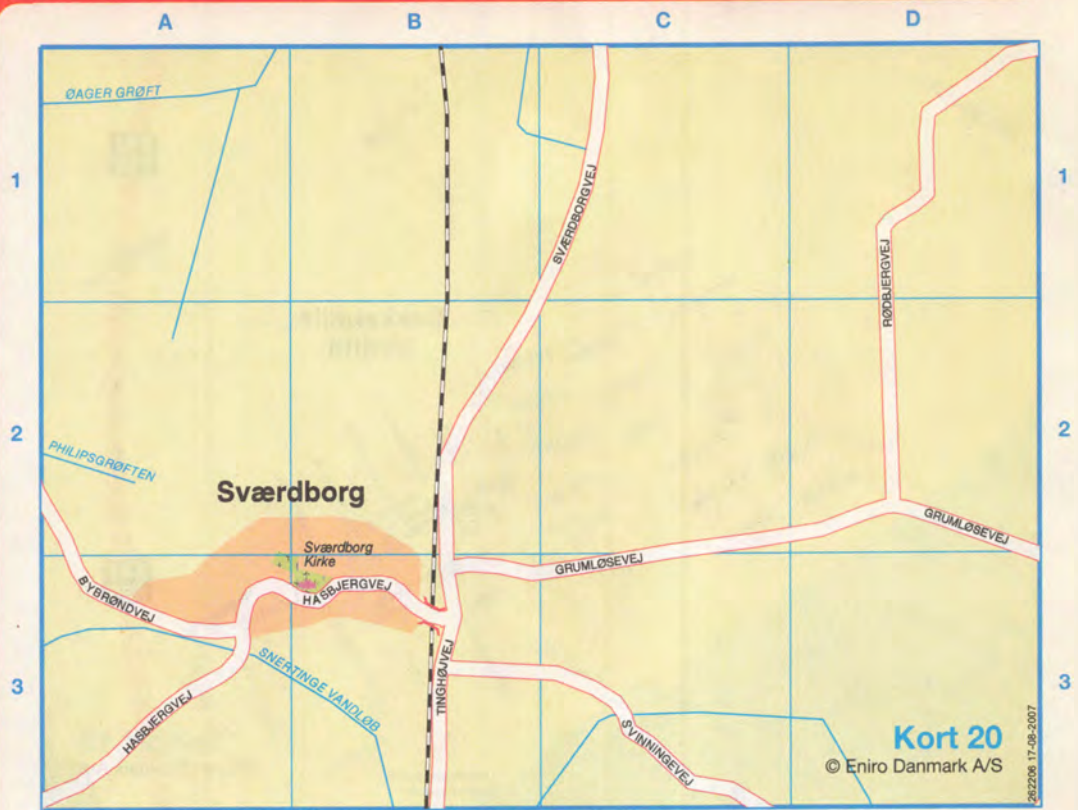 A B C D
ØAGER GRØFT
1 1
SVÆRDBORGVEJ
RØDBJERGVEJ
2 2
PHILIPSGRØFTEN
Sværdborg
GRUMLØSEVEJ
Sværdborg
Kirke
GRUMLØSEVEJ
BYBRØNDVEJ
HASBJERGVEJ
SNERTINGE VANDLØB
TINGHØJVEJ
3 3
HASBJERGVEJ
SVINNINGEVEJ
Kort 20
© Eniro Danmark A/S
262206 17-08-2007